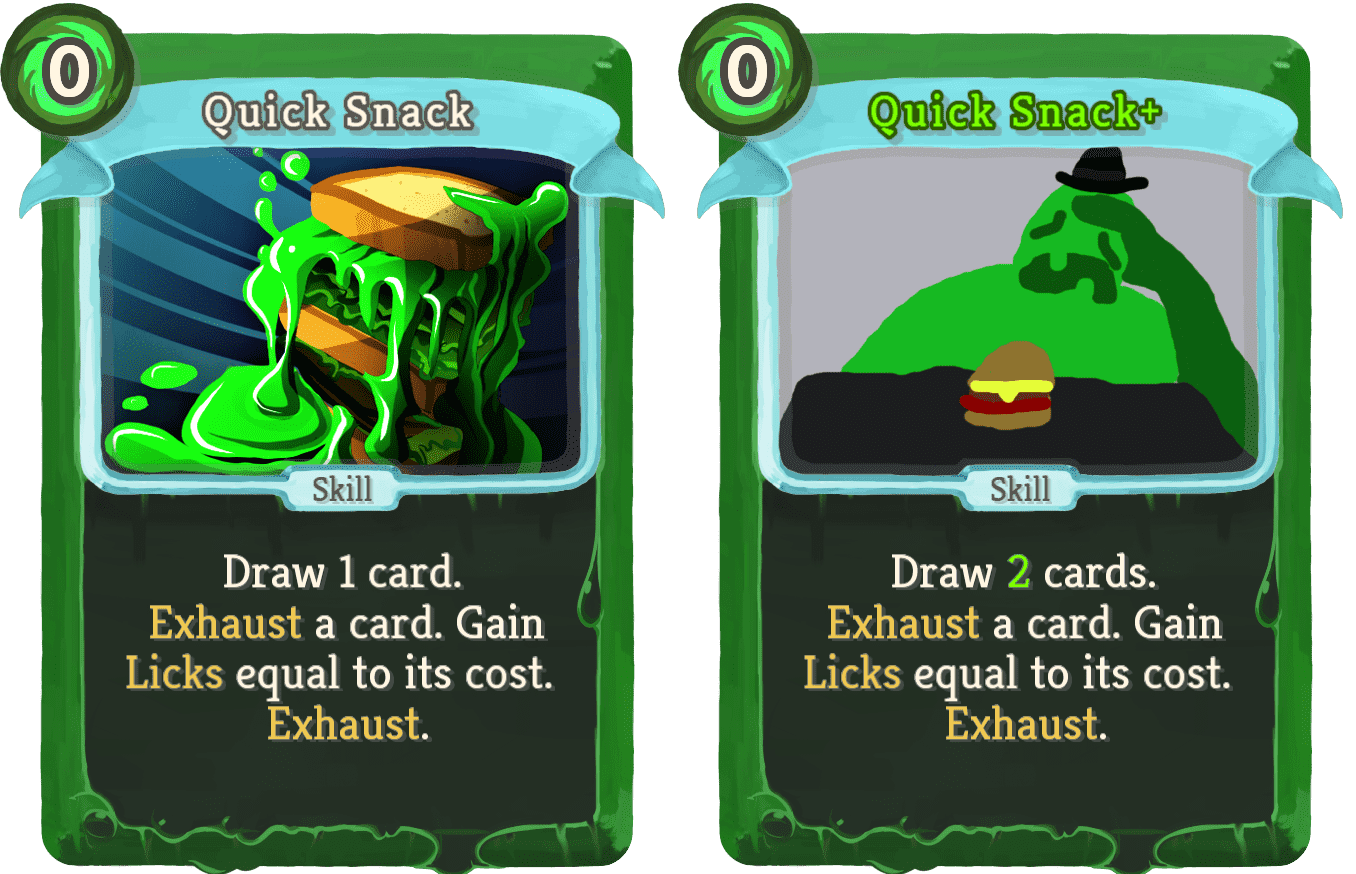 0
Quick Snack
Skill
Draw 1 card.
Exhaust a card. Gain
Licks equal to its cost.
Exhaust.
0
Quick Snack+
Skill
Draw 2 cards.
Exhaust a card. Gain
Licks equal to its cost.
Exhaust.